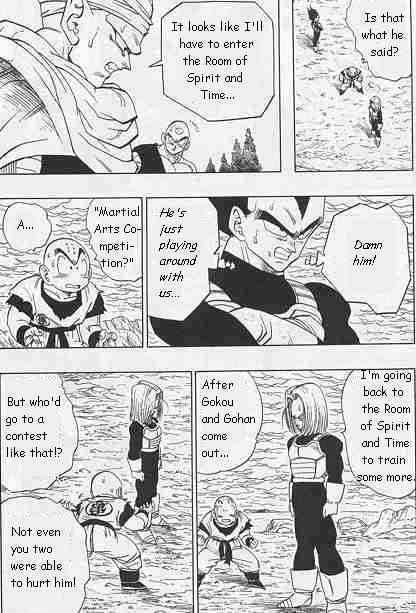 Is that
what he
said?
It looks like I'll
have to enter
the Room of
Spirit and
Time...
Damn
him!
He's
just
playing
around
with
us...
"Martial
Arts Co-
mpeti-
tion?"
A...
I'm going
back to
the Room
of Spirit
and Time
to train
some more.
After
Gokou
and Gohan
come
out...
But who'd
go to a
contest
like that!?
Not even
you two
were able
to hurt him!